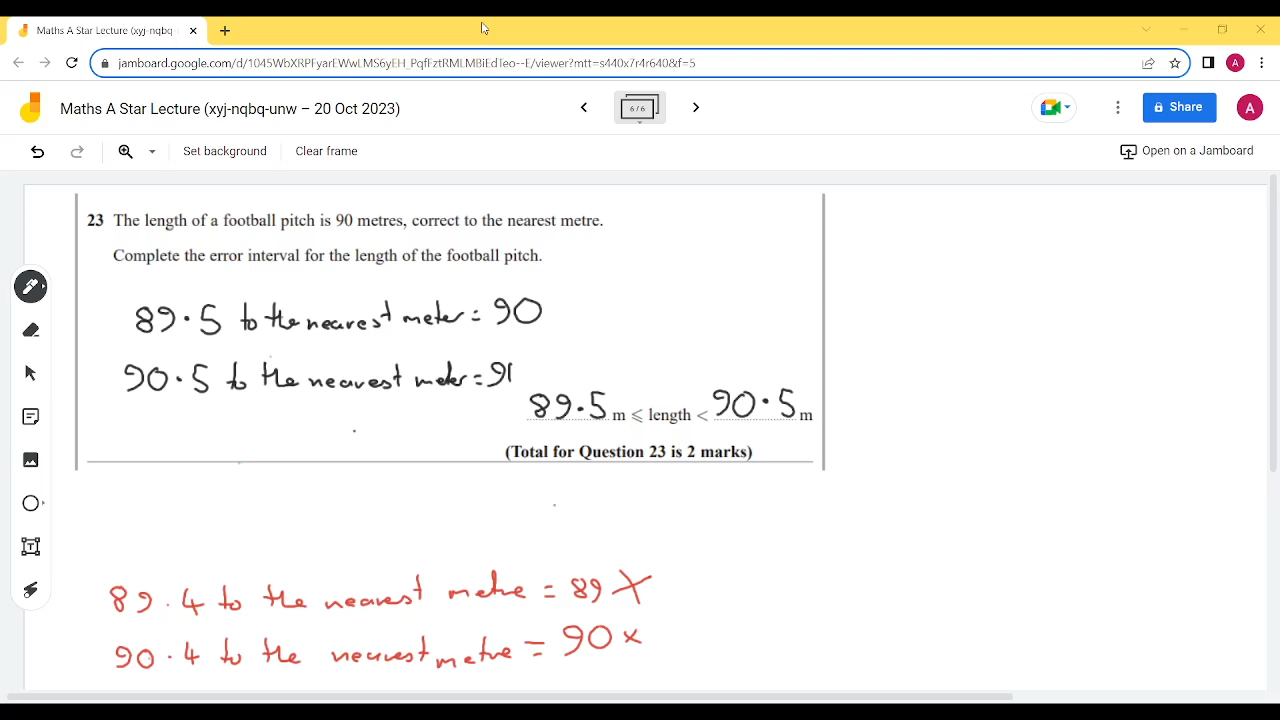 Maths A Star Lecture (xyj-nqbq
jamboard.google.com/d/1045WbXRPFyarEWwLMS6yEH_PqfFztRMLMBiEdTeo--E/viewer?mtt=s440x7r4r640&f=5
A
Maths A Star Lecture (xyj-nqbq-unw – 20 Oct 2023)
6 / 6
Share
A
Set background
Clear frame
Open on a Jamboard
23 The length of a football pitch is 90 metres, correct to the nearest metre.
Complete the error interval for the length of the football pitch.
89.5 to the nearest meter = 90
90.5 to the nearest meter = 91
89.5 m ⩽ length < 90.5 m
(Total for Question 23 is 2 marks)
89.4 to the nearest metre = 89 ×
90.4 to the nearest metre = 90 ×